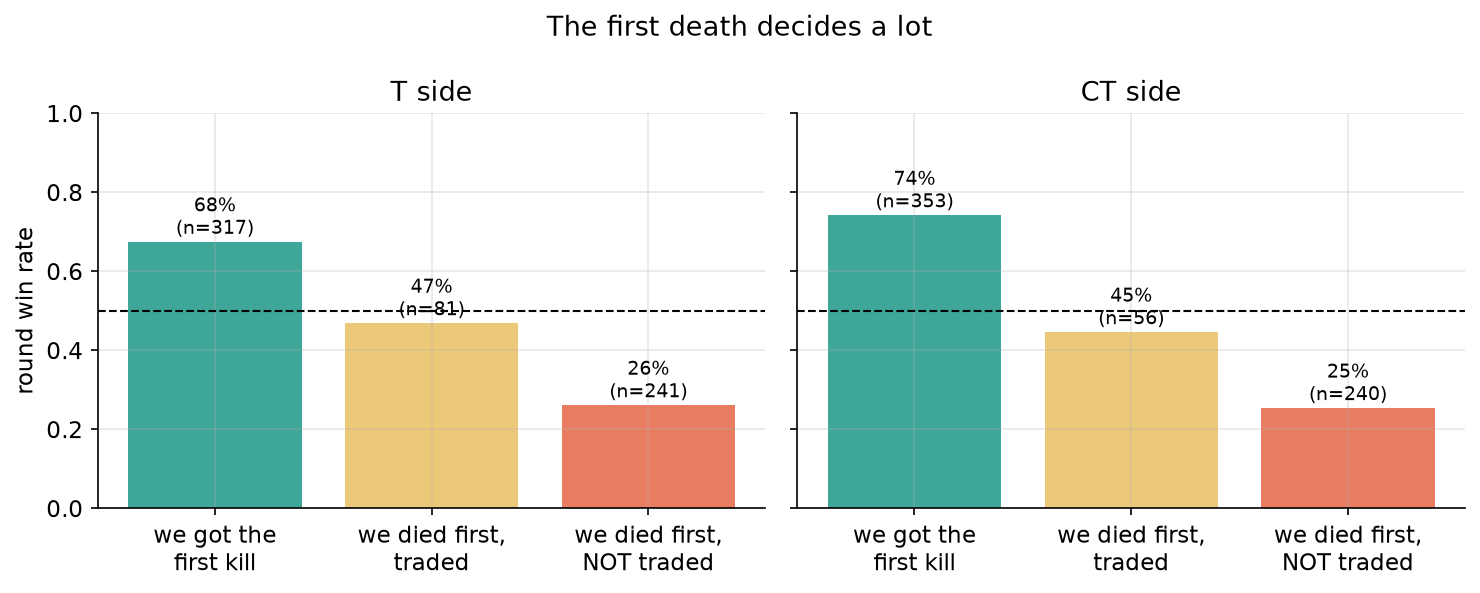 The first death decides a lot
T side
CT side
round win rate
1.0
0.8
0.6
0.4
0.2
0.0
68%
(n=317)
47%
(n=81)
26%
(n=241)
we got the
first kill
we died first,
traded
we died first,
NOT traded
74%
(n=353)
45%
(n=56)
25%
(n=240)
we got the
first kill
we died first,
traded
we died first,
NOT traded